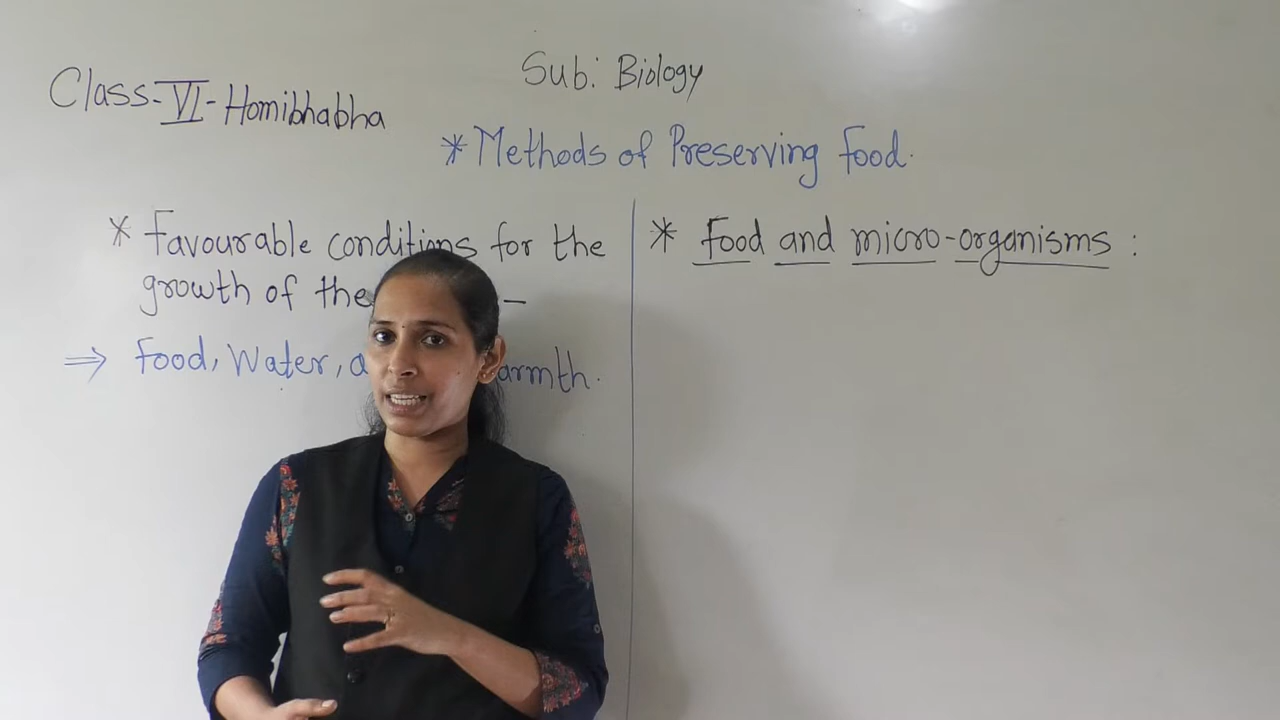 Class-VI-Homibhabha
Sub: Biology
* Methods of Preserving food.
* Favourable conditions for the
growth of the -
⇒ food, Water, armth.
* food and micro-organisms :